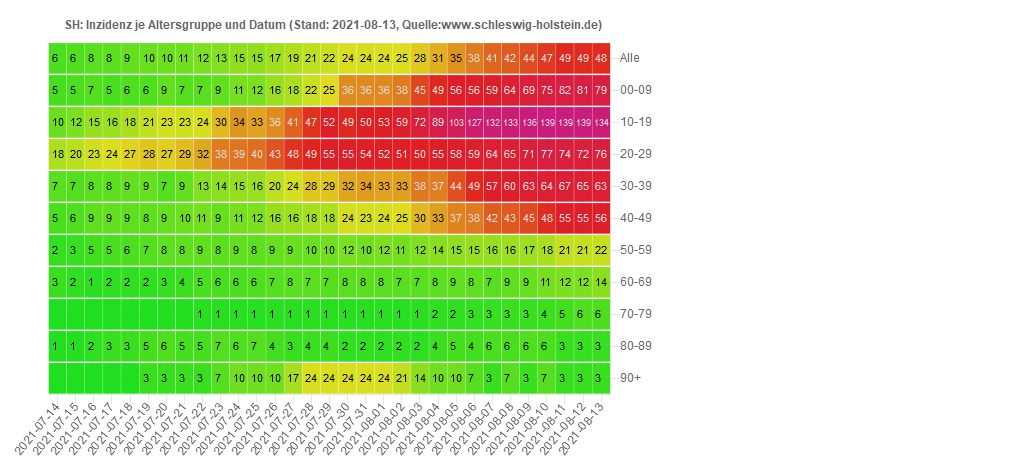 SH: Inzidenz je Altersgruppe und Datum (Stand: 2021-08-13, Quelle:www.schleswig-holstein.de)
6 6 8 8 9 10 10 11 12 13 15 15 17 19 21 22 24 24 24 25 28 31 35 38 41 42 44 47 49 49 48 Alle
5 5 7 5 6 6 9 7 7 9 11 12 16 18 22 25 36 36 36 38 45 49 56 56 59 64 69 75 82 81 79 00-09
10 12 15 16 18 21 23 23 24 30 34 33 36 41 47 52 49 50 53 59 72 89 103 127 132 133 136 139 139 139 134 10-19
18 20 23 24 27 28 27 29 32 38 39 40 43 48 49 55 55 54 52 51 50 55 58 59 64 65 71 77 74 72 76 20-29
7 7 8 8 9 9 7 9 13 14 15 16 20 24 28 29 32 34 33 33 38 37 44 49 57 60 63 64 67 65 63 30-39
5 6 9 9 9 8 9 10 11 9 11 12 16 16 18 18 24 23 24 25 30 33 37 38 42 43 45 48 55 55 56 40-49
2 3 5 5 6 7 8 8 9 8 9 8 9 9 10 10 12 10 12 11 12 14 15 15 16 16 17 18 21 21 22 50-59
3 2 1 2 2 2 3 4 5 6 6 6 7 8 7 7 8 8 8 7 7 8 9 8 7 9 9 11 12 12 14 60-69
1 1 1 1 1 1 1 1 1 1 1 1 1 2 2 3 3 3 3 4 5 6 6 70-79
1 1 2 3 3 5 6 5 5 7 6 7 4 3 4 4 2 2 2 2 2 4 5 4 6 6 6 6 3 3 3 80-89
3 3 3 3 7 10 10 10 17 24 24 24 24 24 21 14 10 10 7 3 7 3 7 3 3 3 90+
2021-07-14
2021-07-15
2021-07-16
2021-07-17
2021-07-18
2021-07-19
2021-07-20
2021-07-21
2021-07-22
2021-07-23
2021-07-24
2021-07-25
2021-07-26
2021-07-27
2021-07-28
2021-07-29
2021-07-30
2021-07-31
2021-08-01
2021-08-02
2021-08-03
2021-08-04
2021-08-05
2021-08-06
2021-08-07
2021-08-08
2021-08-09
2021-08-10
2021-08-11
2021-08-12
2021-08-13